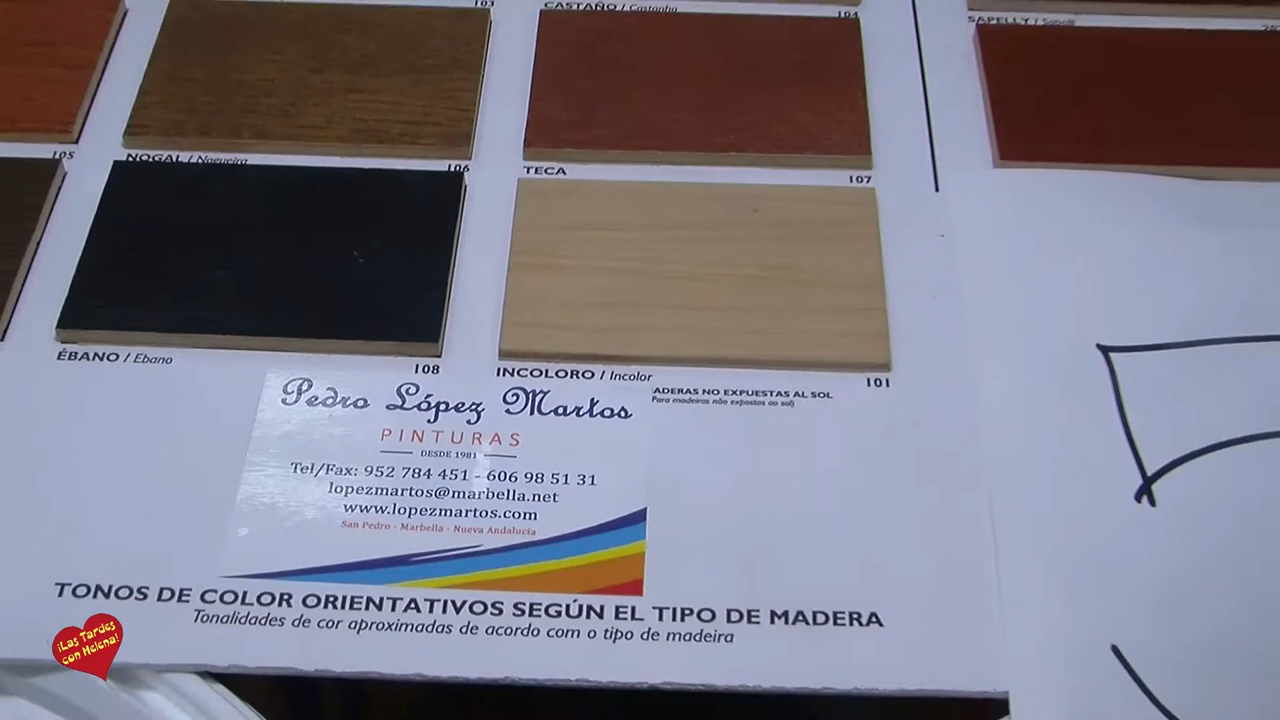 103
CASTAÑO / Castanho
104
SAPELLY / Sapelli
105
NOGAL / Nogueira
106
TECA
107
ÉBANO / Ebano
108
INCOLORO / Incolor
101
ADERAS NO EXPUESTAS AL SOL
Para madeiras não expostas ao sol)
Pedro López Martos
PINTURAS
DESDE 1981
Tel/Fax: 952 784 451 - 606 98 51 31
lopezmartos@marbella.net
www.lopezmartos.com
San Pedro - Marbella - Nueva Andalucía
TONOS DE COLOR ORIENTATIVOS SEGÚN EL TIPO DE MADERA
Tonalidades de cor aproximadas de acordo com o tipo de madeira
¡Las Tardes
con Helena!